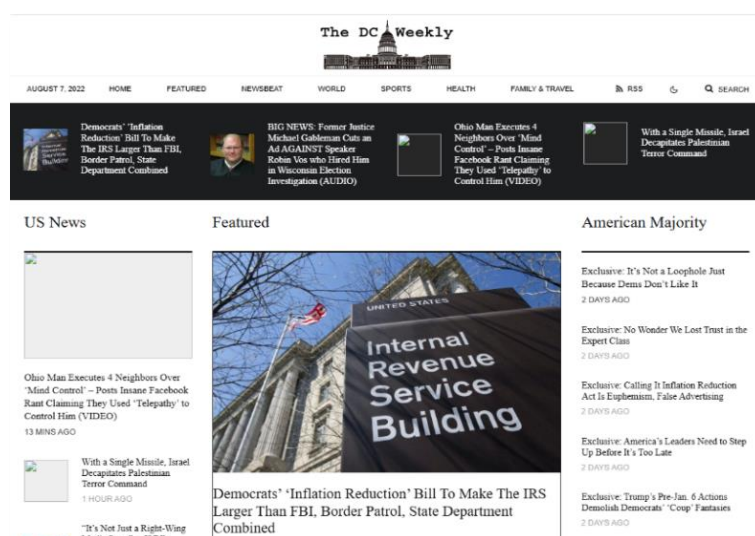 The DC Weekly
AUGUST 7, 2022 HOME FEATURED NEWSBEAT WORLD SPORTS HEALTH FAMILY & TRAVEL RSS SEARCH
Democrats' 'Inflation
Reduction' Bill To Make
The IRS Larger Than FBI,
Border Patrol, State
Department Combined
BIG NEWS: Former Justice
Michael Gableman Cuts an
Ad AGAINST Speaker
Robin Vos who Hired Him
in Wisconsin Election
Investigation (AUDIO)
Ohio Man Executes 4
Neighbors Over 'Mind
Control' – Posts Insane
Facebook Rant Claiming
They Used 'Telepathy' to
Control Him (VIDEO)
With a Single Missile, Israel
Decapitates Palestinian
Terror Command
US News
Ohio Man Executes 4 Neighbors Over
'Mind Control' – Posts Insane Facebook
Rant Claiming They Used 'Telepathy' to
Control Him (VIDEO)
13 MINS AGO
With a Single Missile, Israel
Decapitates Palestinian
Terror Command
1 HOUR AGO
"It's Not Just a Right-Wing
Featured
UNITED STATES
Internal
Revenue
Service
Building
Democrats' 'Inflation Reduction' Bill To Make The IRS
Larger Than FBI, Border Patrol, State Department
Combined
American Majority
Exclusive: It's Not a Loophole Just
Because Dems Don't Like It
2 DAYS AGO
Exclusive: No Wonder We Lost Trust in the
Expert Class
2 DAYS AGO
Exclusive: Calling It Inflation Reduction
Act Is Euphemism, False Advertising
2 DAYS AGO
Exclusive: America's Leaders Need to Step
Up Before It's Too Late
2 DAYS AGO
Exclusive: Trump's Pre-Jan. 6 Actions
Demolish Democrats' 'Coup' Fantasies
2 DAYS AGO